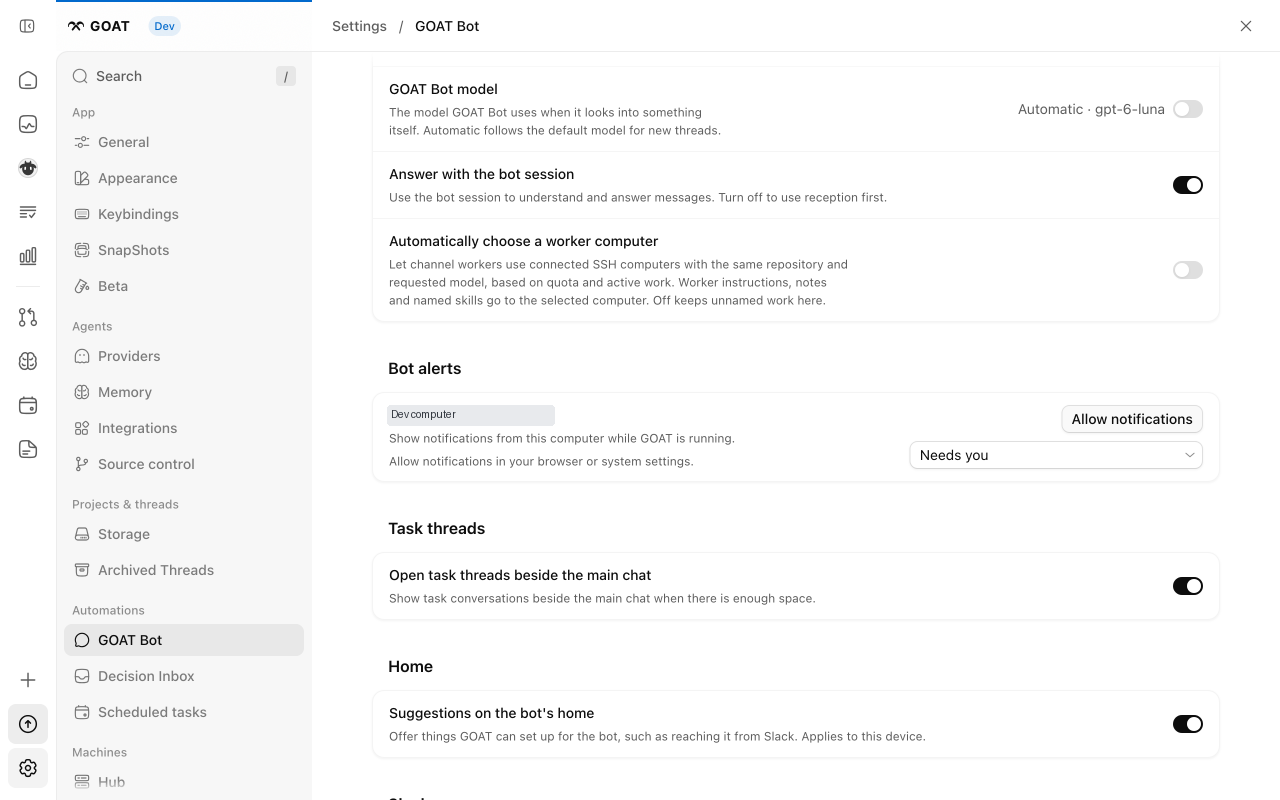 GOAT
Dev
Settings / GOAT Bot
Search
/
App
General
Appearance
Keybindings
SnapShots
Beta
Agents
Providers
Memory
Integrations
Source control
Projects & threads
Storage
Archived Threads
Automations
GOAT Bot
Decision Inbox
Scheduled tasks
Machines
Hub
GOAT Bot model
The model GOAT Bot uses when it looks into something
itself. Automatic follows the default model for new threads.
Automatic · gpt-6-luna
Answer with the bot session
Use the bot session to understand and answer messages. Turn off to use reception first.
Automatically choose a worker computer
Let channel workers use connected SSH computers with the same repository and
requested model, based on quota and active work. Worker instructions, notes
and named skills go to the selected computer. Off keeps unnamed work here.
Bot alerts
Dev computer
Show notifications from this computer while GOAT is running.
Allow notifications in your browser or system settings.
Allow notifications
Needs you
Task threads
Open task threads beside the main chat
Show task conversations beside the main chat when there is enough space.
Home
Suggestions on the bot's home
Offer things GOAT can set up for the bot, such as reaching it from Slack. Applies to this device.